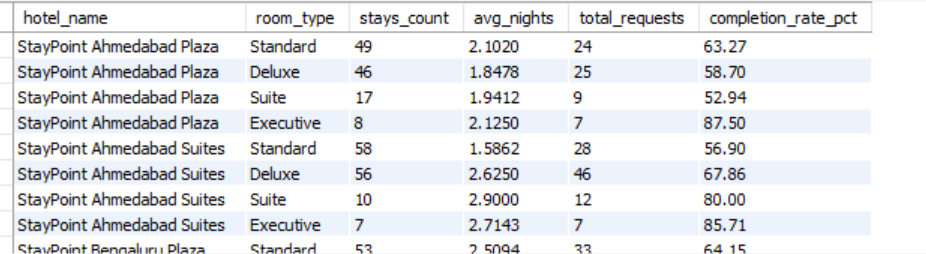 hotel_name room_type stays_count avg_nights total_requests completion_rate_pct
StayPoint Ahmedabad Plaza Standard 49 2.1020 24 63.27
StayPoint Ahmedabad Plaza Deluxe 46 1.8478 25 58.70
StayPoint Ahmedabad Plaza Suite 17 1.9412 9 52.94
StayPoint Ahmedabad Plaza Executive 8 2.1250 7 87.50
StayPoint Ahmedabad Suites Standard 58 1.5862 28 56.90
StayPoint Ahmedabad Suites Deluxe 56 2.6250 46 67.86
StayPoint Ahmedabad Suites Suite 10 2.9000 12 80.00
StayPoint Ahmedabad Suites Executive 7 2.7143 7 85.71
StayPoint Bengaluru Plaza Standard 53 2.5094 33 64.15